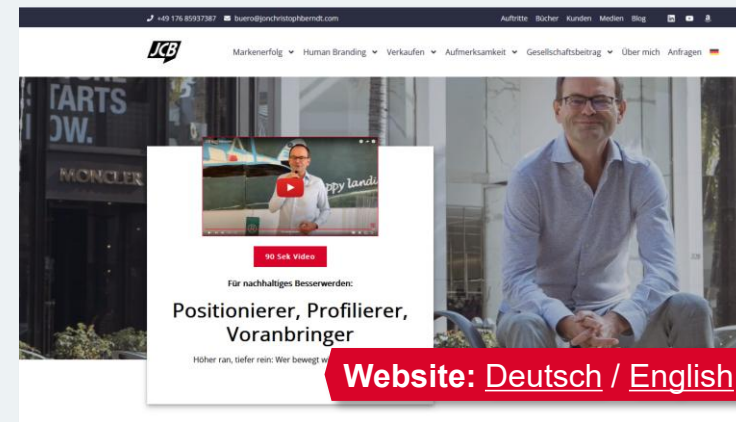 +49 176 85937387 buero@jonchristophberndt.com Auftritte Bücher Kunden Medien Blog
JCB Markenerfolg Human Branding Verkaufen Aufmerksamkeit Gesellschaftsbeitrag Über mich Anfragen
TARTS
OW.
MONCLER
happy landi
90 Sek Video
Für nachhaltiges Besserwerden:
Positionierer, Profilierer,
Voranbringer
Höher ran, tiefer rein: Wer bewegt
Website: Deutsch / English